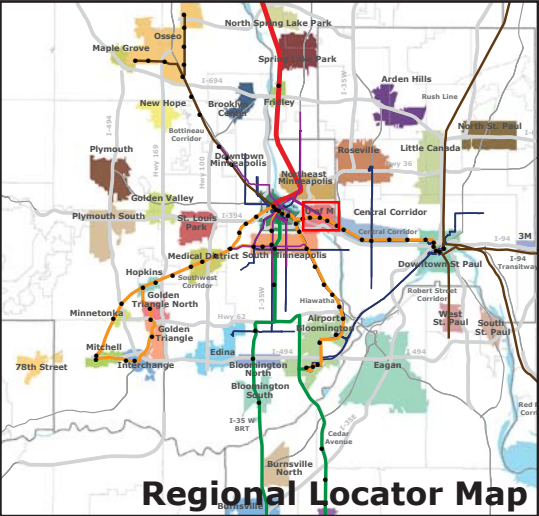 North Spring Lake Park
Osseo
Maple Grove
Spring Lake Park
I-694
I-35W
Arden Hills
Rush Line
New Hope
Brooklyn
Center
Fridley
I-494
Bottineau
Corridor
North St. Paul
Plymouth
Hwy 169
Hwy 100
Downtown
Minneapolis
Roseville
Little Canada
Hwy 36
Northeast
Minneapolis
Golden Valley
Plymouth South
St. Louis
Park
I-394
U of M
Central Corridor
Central Corridor
I-94
3M
Medical District
South Minneapolis
Downtown St Paul
I-94
Transitway
Hopkins
Southwest
Corridor
Golden
Triangle North
I-35W
Hiawatha
Robert Street
Corridor
Minnetonka
Hwy 62
Airport
Bloomington
West
St. Paul
South
St. Paul
Golden
Triangle
Mitchell
78th Street
Interchange
Edina
I-494
Bloomington
North
I-494
Eagan
Bloomington
South
I-35 W
BRT
I-35E
Cedar
Avenue
Red R
Corri
Burnsville
North
Regional Locator Map
Burnsville